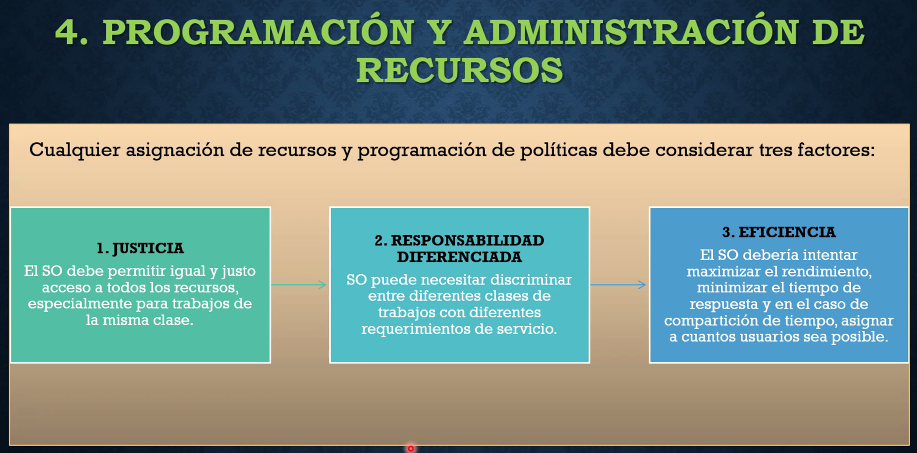 4. PROGRAMACIÓN Y ADMINISTRACIÓN DE
RECURSOS
Cualquier asignación de recursos y programación de políticas debe considerar tres factores:
1. JUSTICIA
El SO debe permitir igual y justo
acceso a todos los recursos,
especialmente para trabajos de
la misma clase.
2. RESPONSABILIDAD
DIFERENCIADA
SO puede necesitar discriminar
entre diferentes clases de
trabajos con diferentes
requerimientos de servicio.
3. EFICIENCIA
El SO debería intentar
maximizar el rendimiento,
minimizar el tiempo de
respuesta y en el caso de
compartición de tiempo, asignar
a cuantos usuarios sea posible.